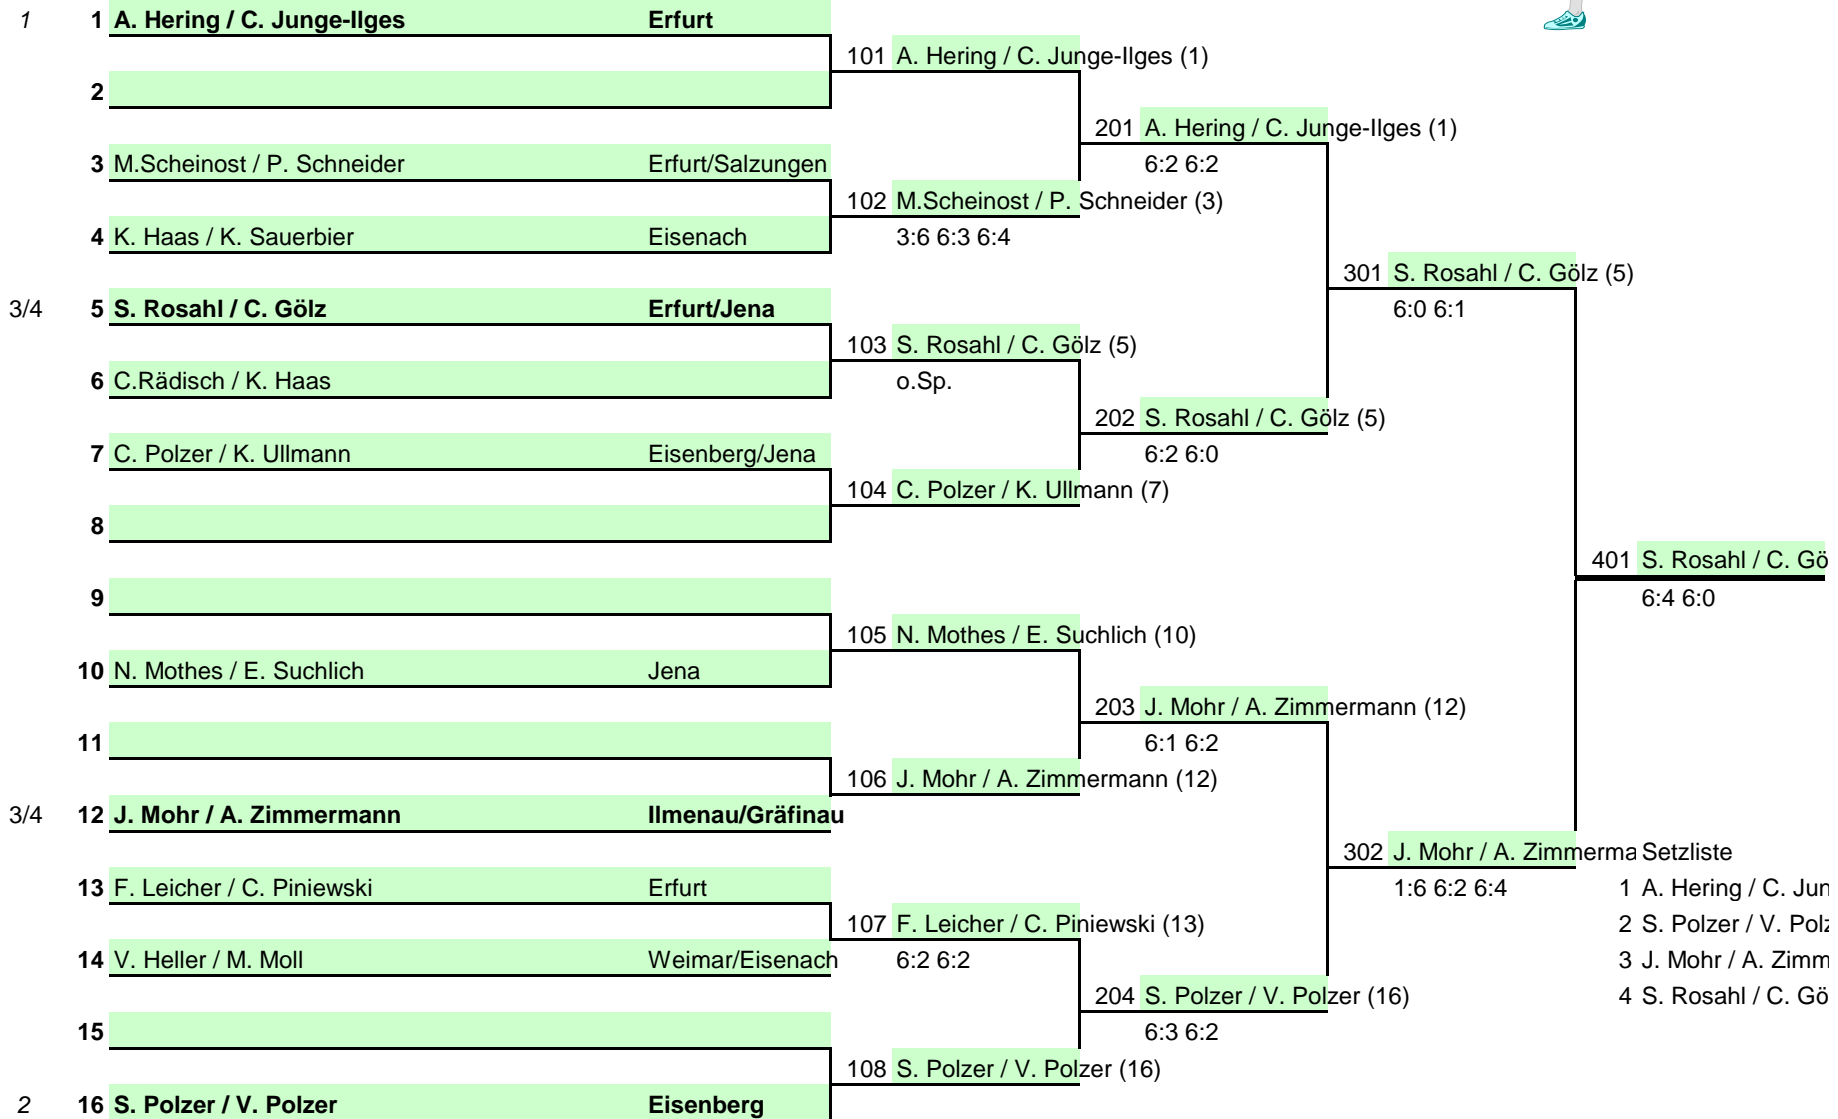 1 1 A. Hering / C. Junge-Ilges Erfurt
101 A. Hering / C. Junge-Ilges (1)
2
201 A. Hering / C. Junge-Ilges (1)
3 M.Scheinost / P. Schneider Erfurt/Salzungen 6:2 6:2
102 M.Scheinost / P. Schneider (3)
4 K. Haas / K. Sauerbier Eisenach 3:6 6:3 6:4
301 S. Rosahl / C. Gölz (5)
3/4 5 S. Rosahl / C. Gölz Erfurt/Jena 6:0 6:1
103 S. Rosahl / C. Gölz (5)
6 C.Rädisch / K. Haas o.Sp.
202 S. Rosahl / C. Gölz (5)
7 C. Polzer / K. Ullmann Eisenberg/Jena 6:2 6:0
104 C. Polzer / K. Ullmann (7)
8
401 S. Rosahl / C. Gö
9 6:4 6:0
105 N. Mothes / E. Suchlich (10)
10 N. Mothes / E. Suchlich Jena
203 J. Mohr / A. Zimmermann (12)
11 6:1 6:2
106 J. Mohr / A. Zimmermann (12)
3/4 12 J. Mohr / A. Zimmermann Ilmenau/Gräfinau
302 J. Mohr / A. Zimmerma Setzliste
13 F. Leicher / C. Piniewski Erfurt 1:6 6:2 6:4 1 A. Hering / C. Jun
107 F. Leicher / C. Piniewski (13) 2 S. Polzer / V. Polz
14 V. Heller / M. Moll Weimar/Eisenach 6:2 6:2 3 J. Mohr / A. Zimm
204 S. Polzer / V. Polzer (16) 4 S. Rosahl / C. Gö
15 6:3 6:2
108 S. Polzer / V. Polzer (16)
2 16 S. Polzer / V. Polzer Eisenberg